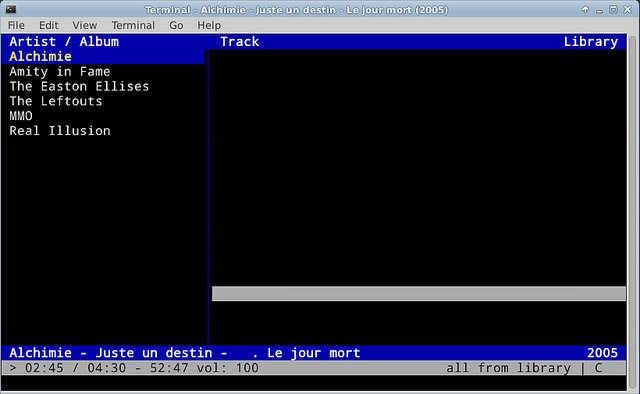 Terminal - Alchimie - Juste un destin - Le jour mort (2005)
File Edit View Terminal Go Help
Artist / Album Track Library
Alchimie
Amity in Fame
The Easton Ellises
The Leftouts
MMO
Real Illusion
Alchimie - Juste un destin - . Le jour mort 2005
> 02:45 / 04:30 - 52:47 vol: 100 all from library | C